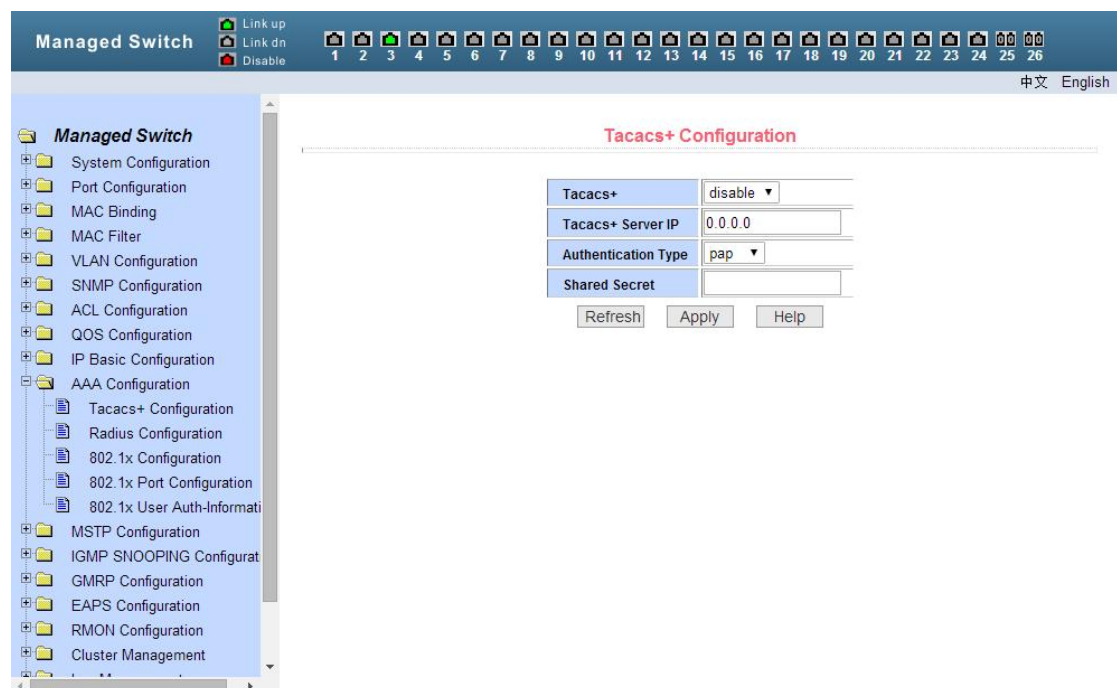 Managed Switch
Link up
Link dn
Disable
1 2 3 4 5 6 7 8 9 10 11 12 13 14 15 16 17 18 19 20 21 22 23 24 25 26
中文 English
Managed Switch
System Configuration
Port Configuration
MAC Binding
MAC Filter
VLAN Configuration
SNMP Configuration
ACL Configuration
QOS Configuration
IP Basic Configuration
AAA Configuration
Tacacs+ Configuration
Radius Configuration
802.1x Configuration
802.1x Port Configuration
802.1x User Auth-Informati
MSTP Configuration
IGMP SNOOPING Configurat
GMRP Configuration
EAPS Configuration
RMON Configuration
Cluster Management
Tacacs+ Configuration
Tacacs+ disable
Tacacs+ Server IP 0.0.0.0
Authentication Type pap
Shared Secret
Refresh Apply Help